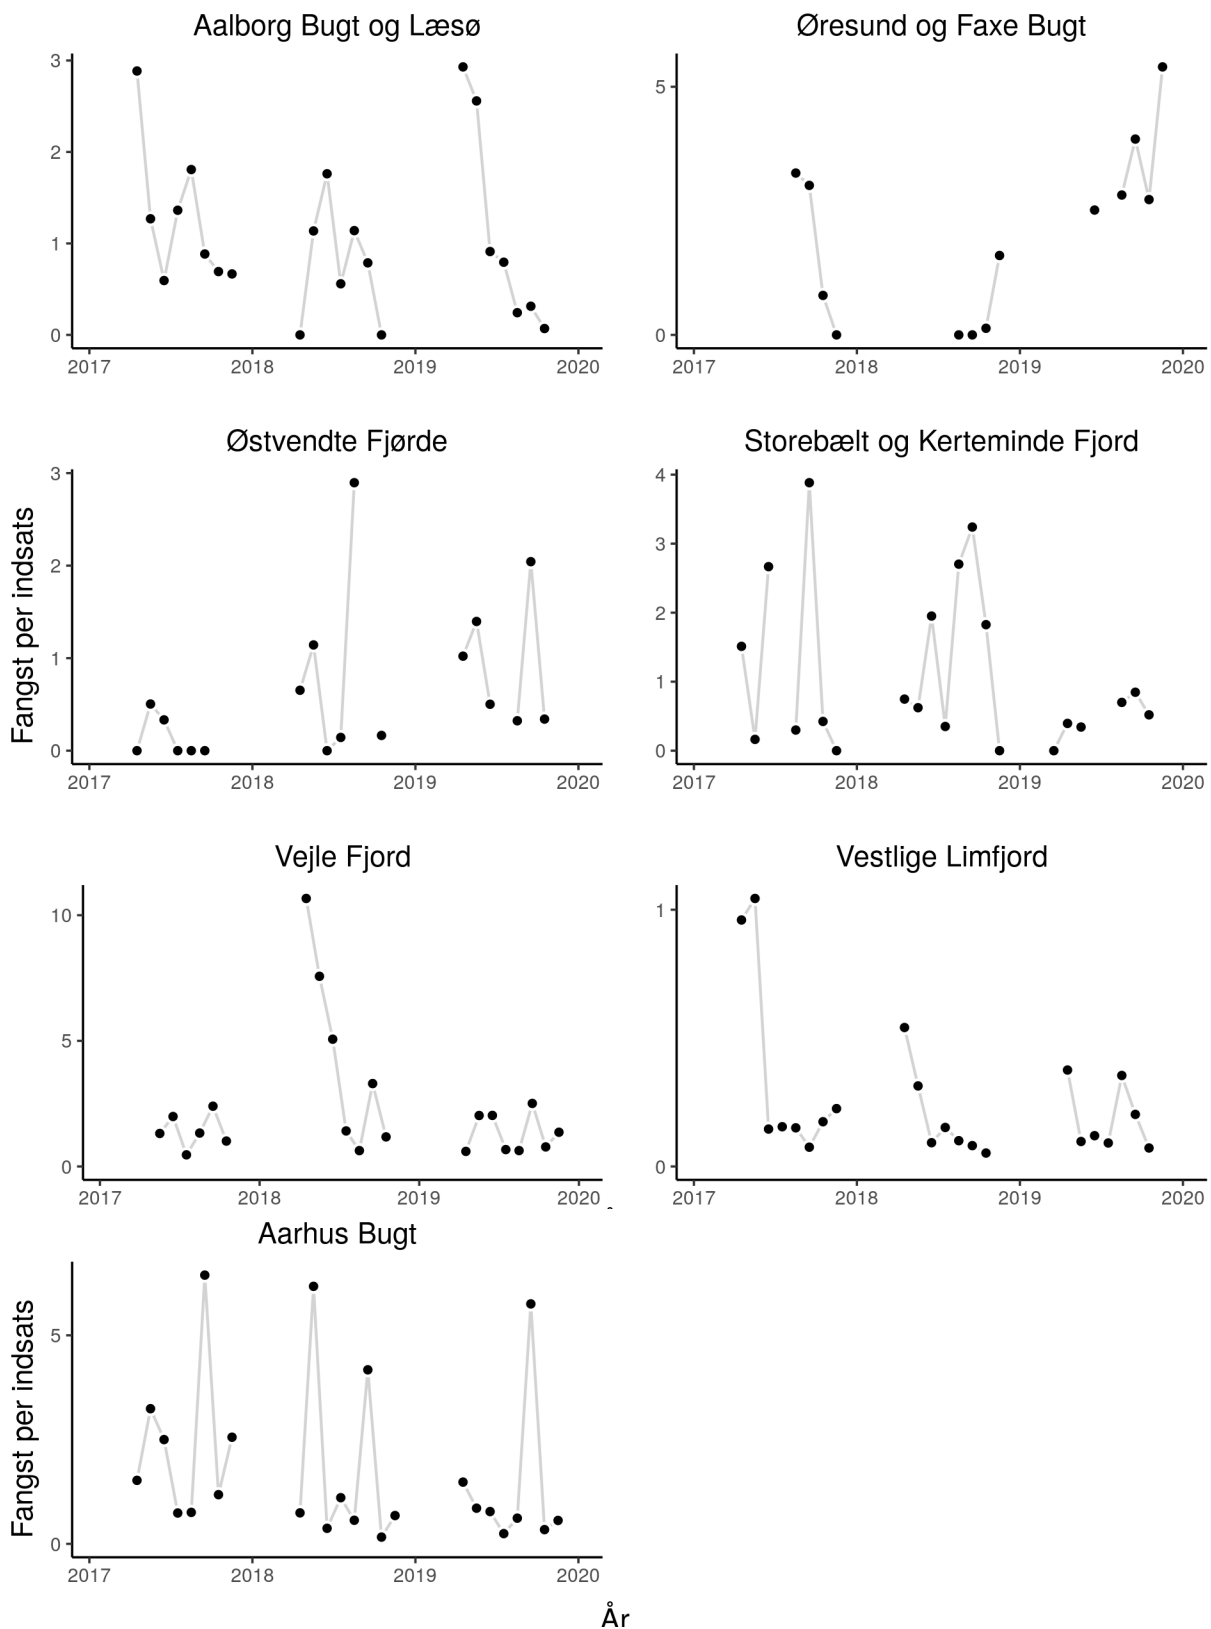 Aalborg Bugt og Læsø
3
2
1
0
2017 2018 2019 2020
Øresund og Faxe Bugt
5
0
2017 2018 2019 2020
Fangst per indsats
Østvendte Fjørde
3
2
1
0
2017 2018 2019 2020
Storebælt og Kerteminde Fjord
4
3
2
1
0
2017 2018 2019 2020
Vejle Fjord
10
5
0
2017 2018 2019 2020
Vestlige Limfjord
1
0
2017 2018 2019 2020
Fangst per indsats
Aarhus Bugt
5
0
2017 2018 2019 2020
År